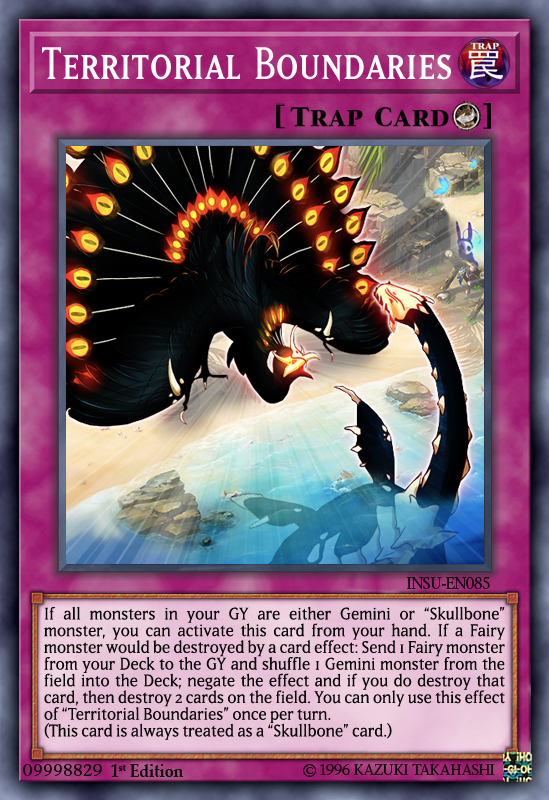 TERRITORIAL BOUNDARIES
TRAP
罠
[TRAP CARD]
INSU-EN085
If all monsters in your GY are either Gemini or “Skullbone”
monster, you can activate this card from your hand. If a Fairy
monster would be destroyed by a card effect: Send 1 Fairy monster
from your Deck to the GY and shuffle 1 Gemini monster from the
field into the Deck; negate the effect and if you do destroy that
card, then destroy 2 cards on the field. You can only use this effect
of “Territorial Boundaries” once per turn.
(This card is always treated as a “Skullbone” card.)
09998829 1st Edition © 1996 KAZUKI TAKAHASHI